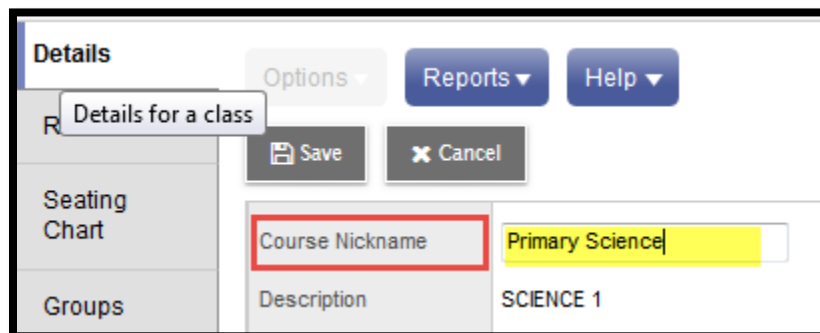 Details
Options
Reports
Help
R
Details for a class
Save
Cancel
Seating
Chart
Course Nickname
Primary Science
Groups
Description
SCIENCE 1